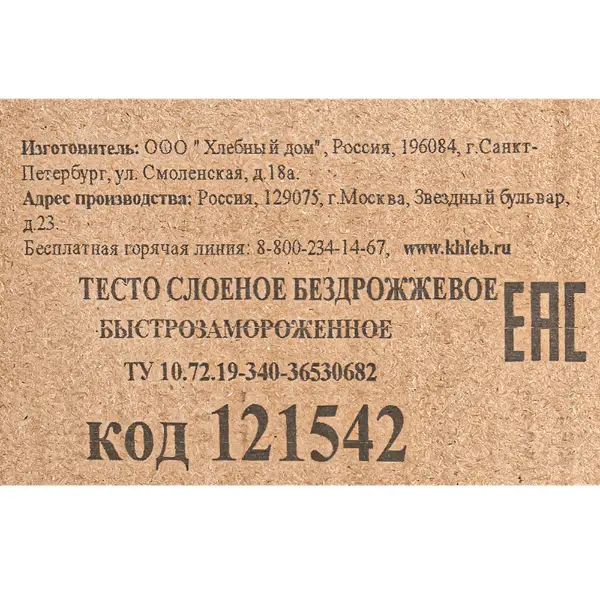 Изготовитель: ООО " Хлебный дом", Россия, 196084, г.Санкт-
Петербург, ул. Смоленская, д.18а.
Адрес производства: Россия, 129075, г.Москва, Звездный бульвар,
д.23.
Бесплатная горячая линия: 8-800-234-14-67, www.khleb.ru
ТЕСТО СЛОЕНОЕ БЕЗДРОЖЖЕВОЕ
БЫСТРОЗАМОРОЖЕННОЕ
EAC
ТУ 10.72.19-340-36530682
код 121542